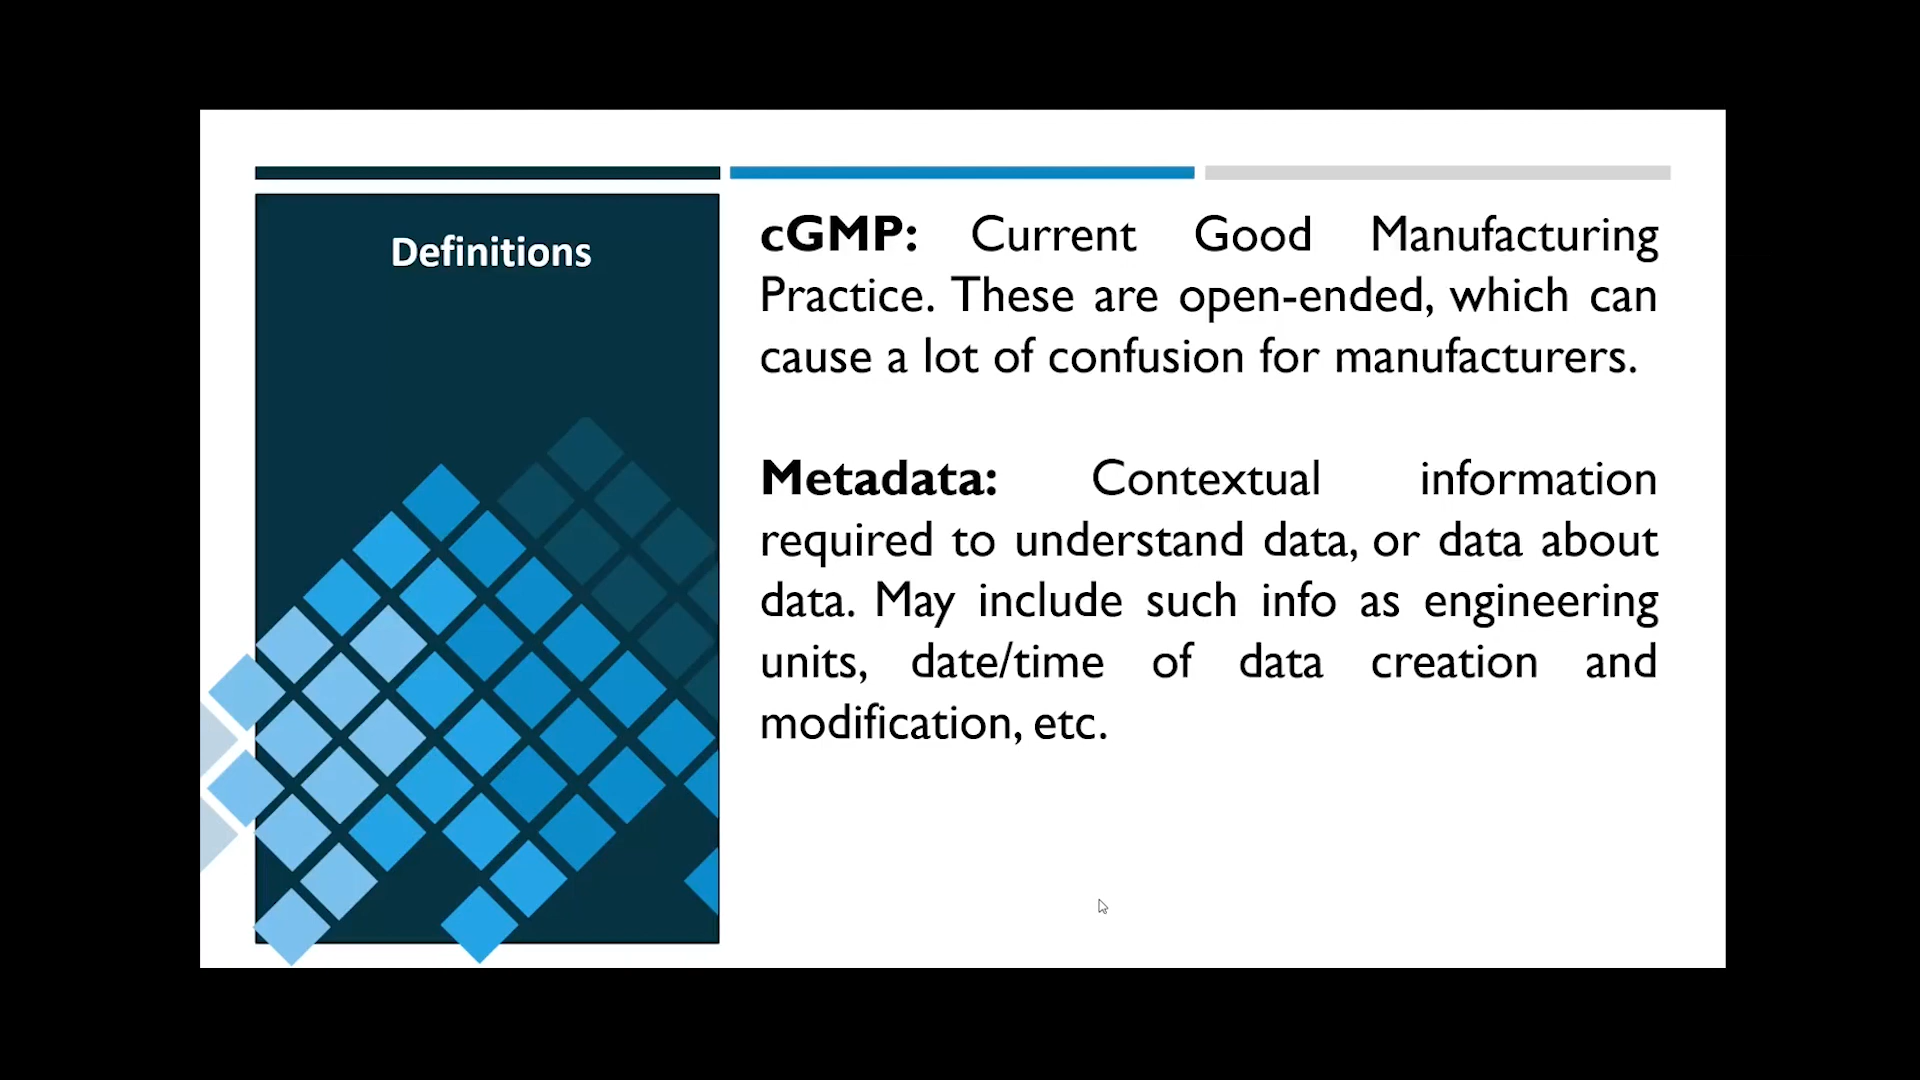 Definitions
cGMP: Current Good Manufacturing
Practice. These are open-ended, which can
cause a lot of confusion for manufacturers.
Metadata: Contextual information
required to understand data, or data about
data. May include such info as engineering
units, date/time of data creation and
modification, etc.